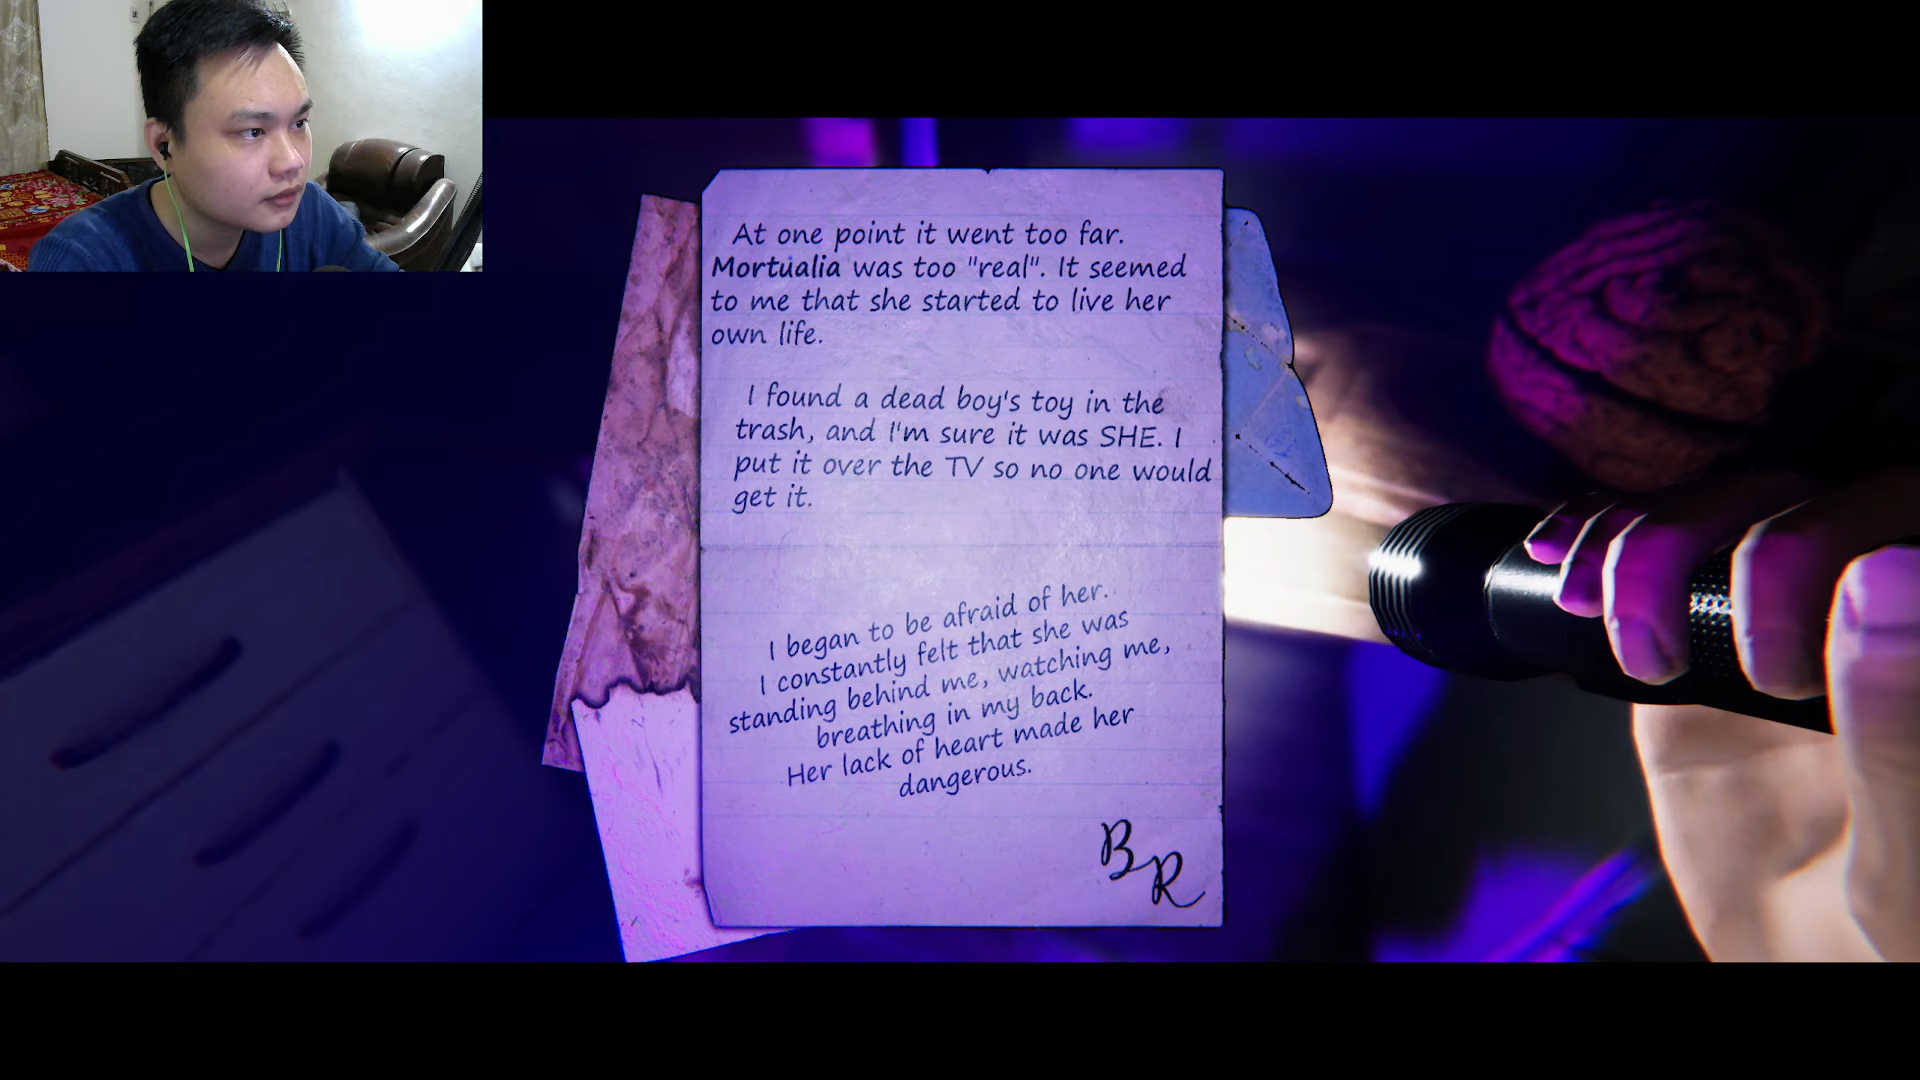 At one point it went too far.
Mortualia was too "real". It seemed
to me that she started to live her
own life.
I found a dead boy's toy in the
trash, and I'm sure it was SHE. I
put it over the TV so no one would
get it.
I began to be afraid of her.
I constantly felt that she was
standing behind me, watching me,
breathing in my back.
Her lack of heart made her
dangerous.
B
R